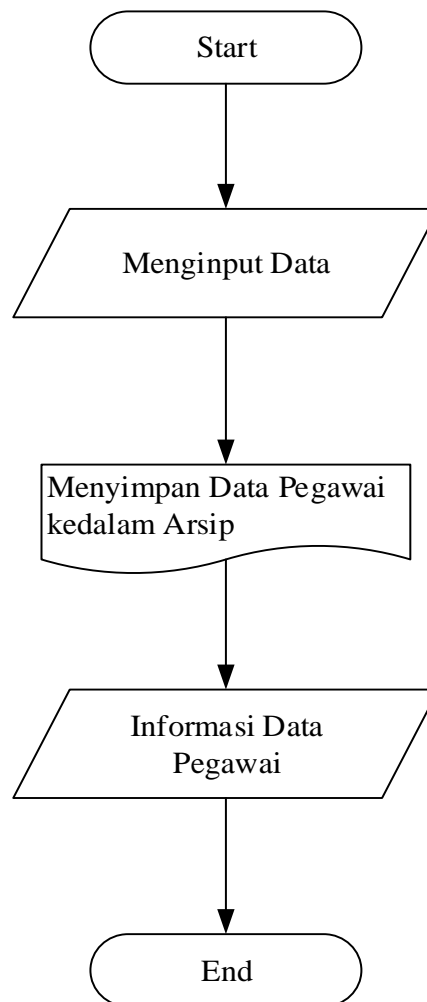 Start
Menginput Data
Menyimpan Data Pegawai
kedalam Arsip
Informasi Data
Pegawai
End